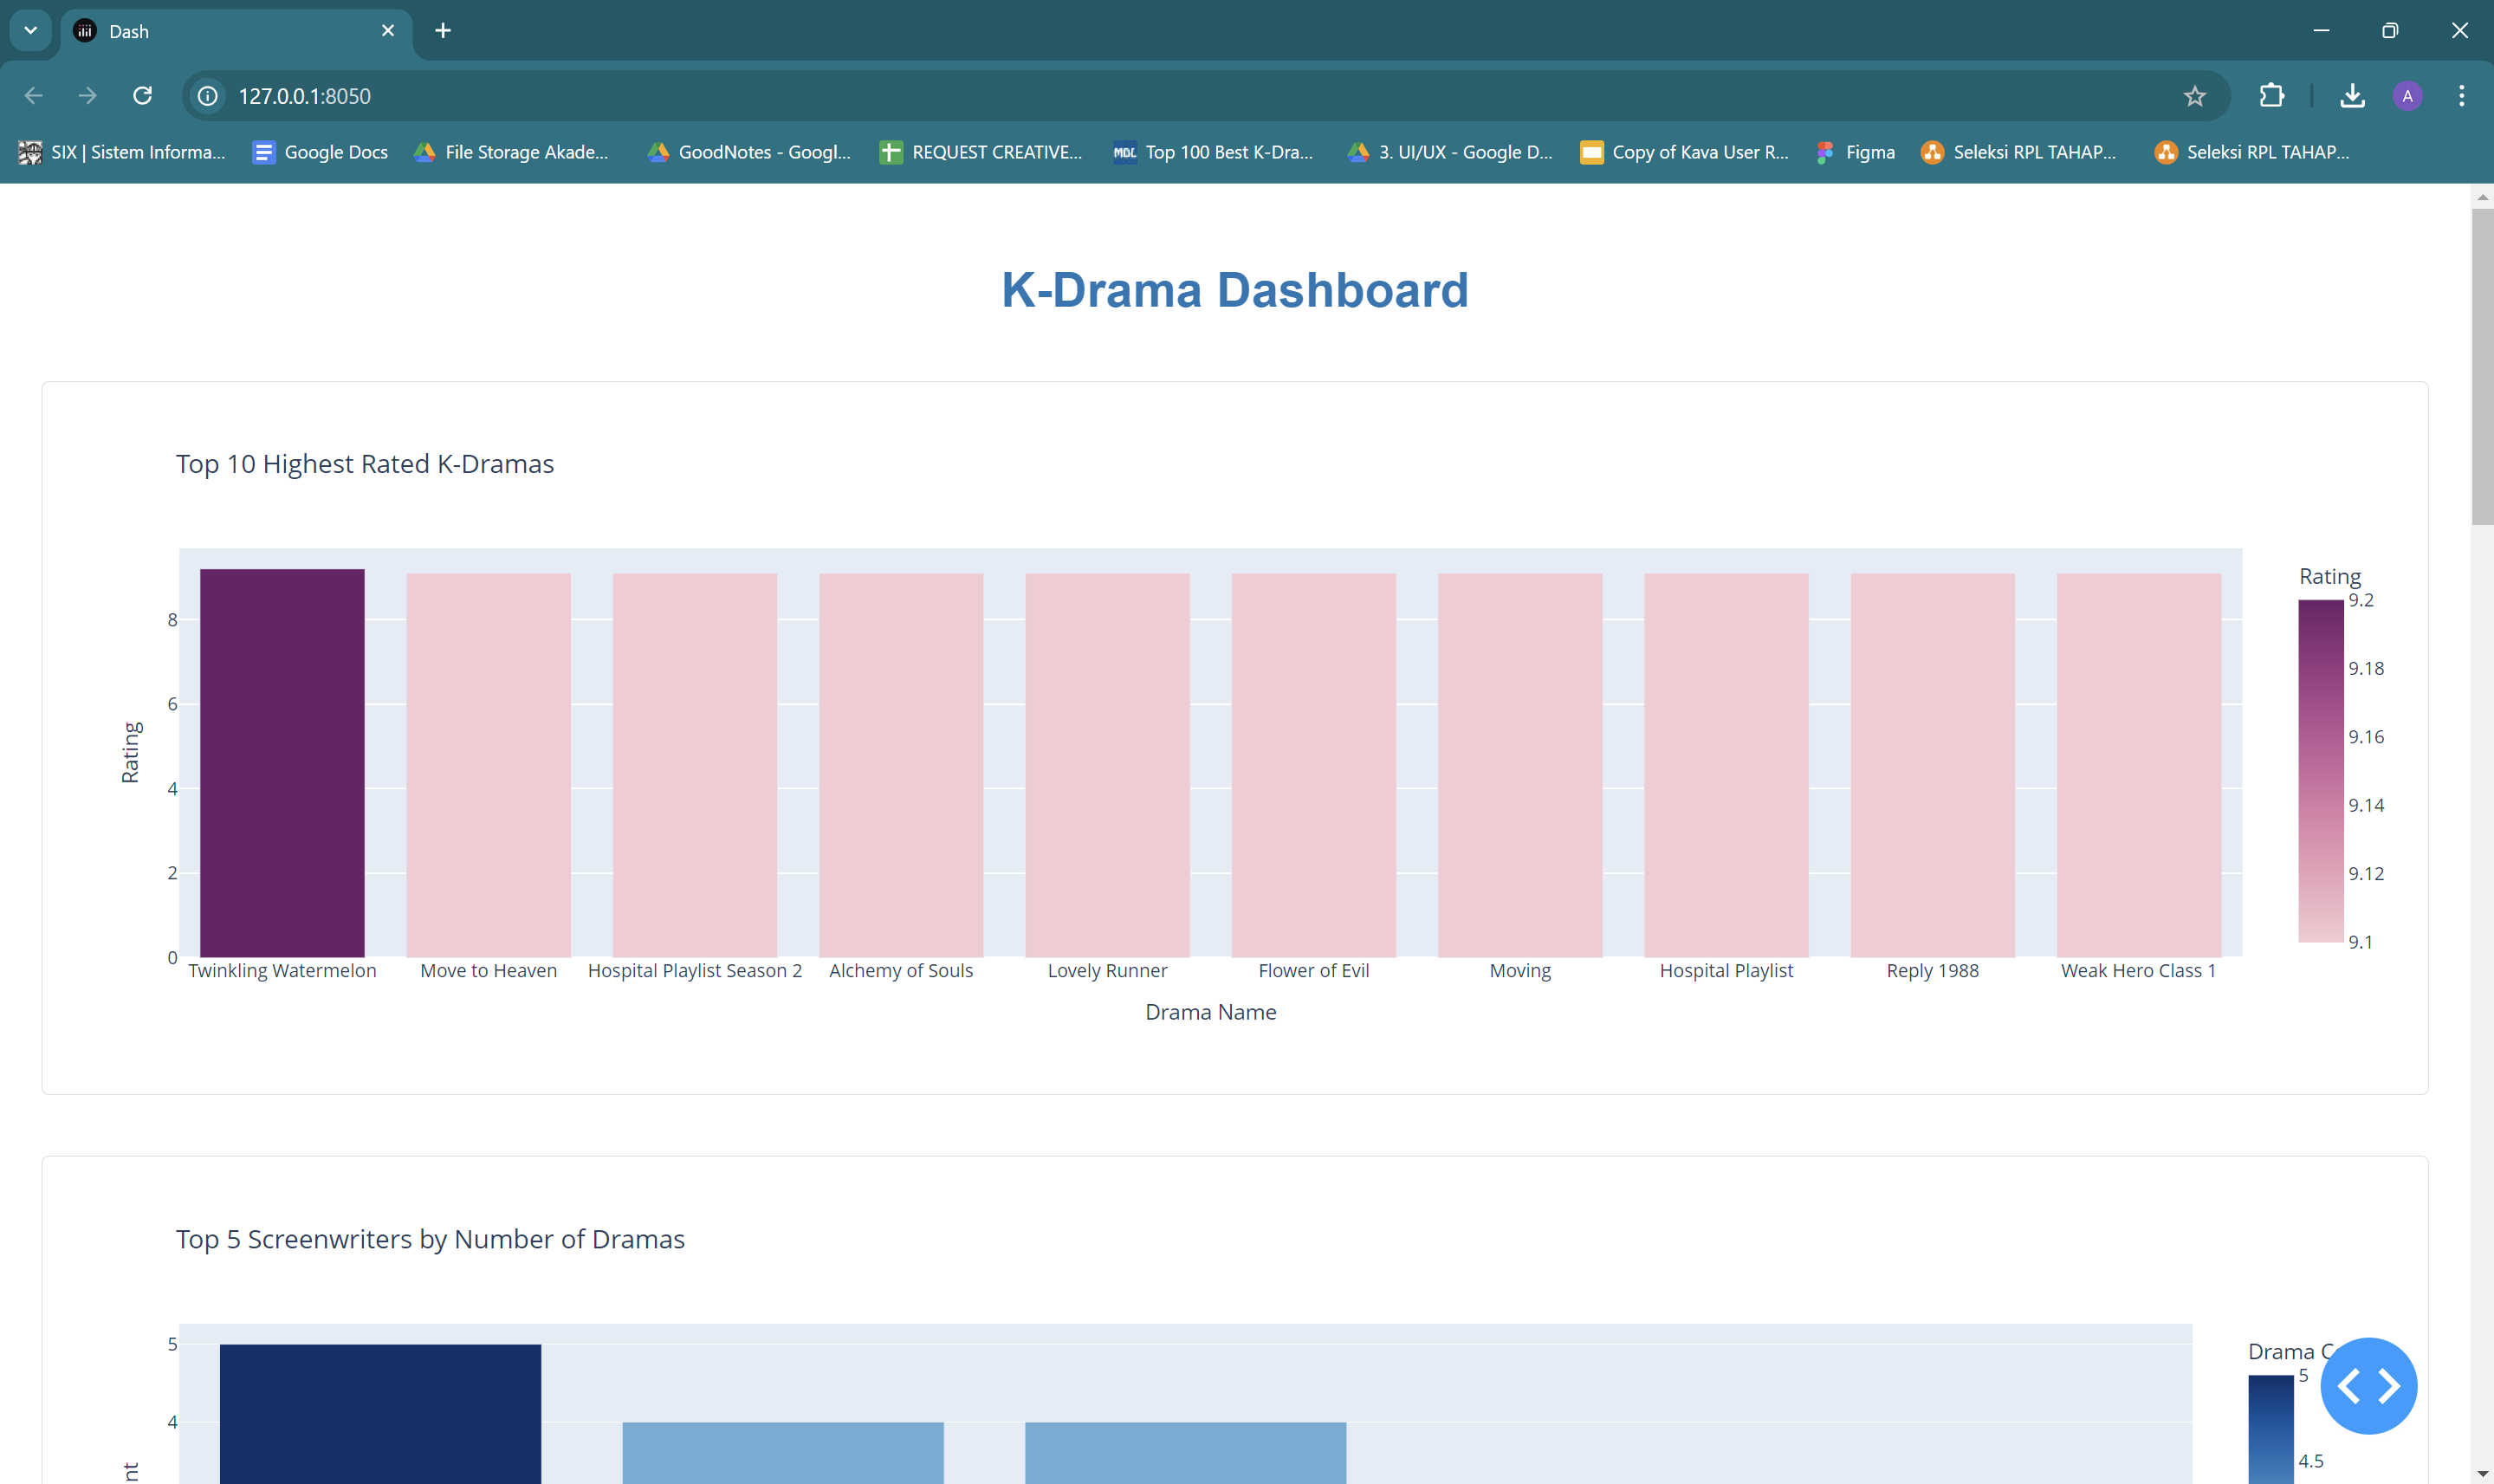 Dash
127.0.0.1:8050
A
SIX | Sistem Informa...
Google Docs
File Storage Akade...
GoodNotes - Googl...
REQUEST CREATIVE...
MDL
Top 100 Best K-Dra...
3. UI/UX - Google D...
Copy of Kava User R...
Figma
Seleksi RPL TAHAP...
Seleksi RPL TAHAP...
K-Drama Dashboard
Top 10 Highest Rated K-Dramas
Rating
8
6
4
2
0
Twinkling Watermelon
Move to Heaven
Hospital Playlist Season 2
Alchemy of Souls
Lovely Runner
Flower of Evil
Moving
Hospital Playlist
Reply 1988
Weak Hero Class 1
Drama Name
Rating
9.2
9.18
9.16
9.14
9.12
9.1
Top 5 Screenwriters by Number of Dramas
5
4
nt
Drama C
5
4.5